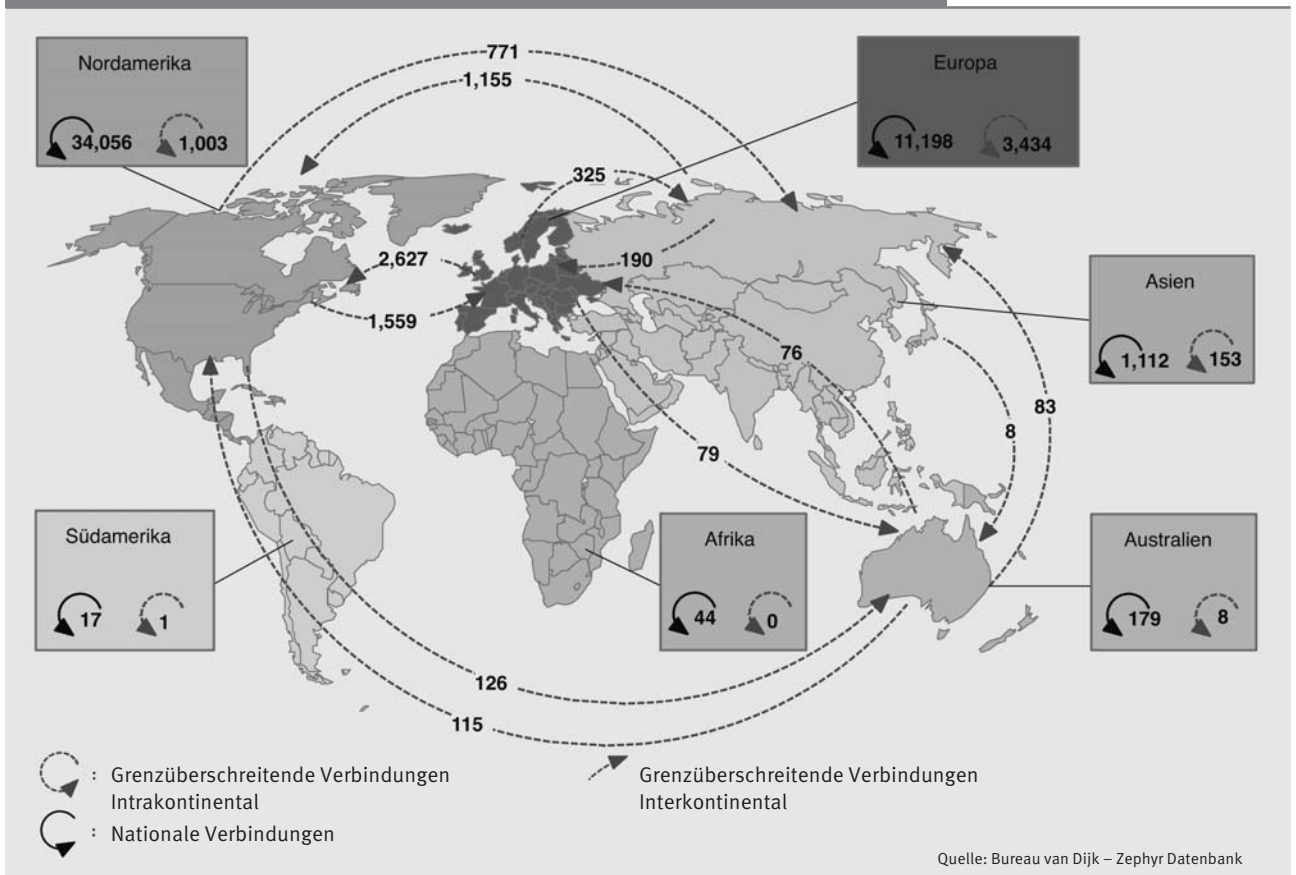 771
Nordamerika
Europa
1,155
34,056 1,003
11,198 3,434
325
2,627
190
Asien
1,559
76
1,112 153
83
8
79
Südamerika
Afrika
Australien
17 1
44 0
179 8
126
115
: Grenzüberschreitende Verbindungen
Intrakontinental
: Nationale Verbindungen
Grenzüberschreitende Verbindungen
Interkontinental
Quelle: Bureau van Dijk – Zephyr Datenbank